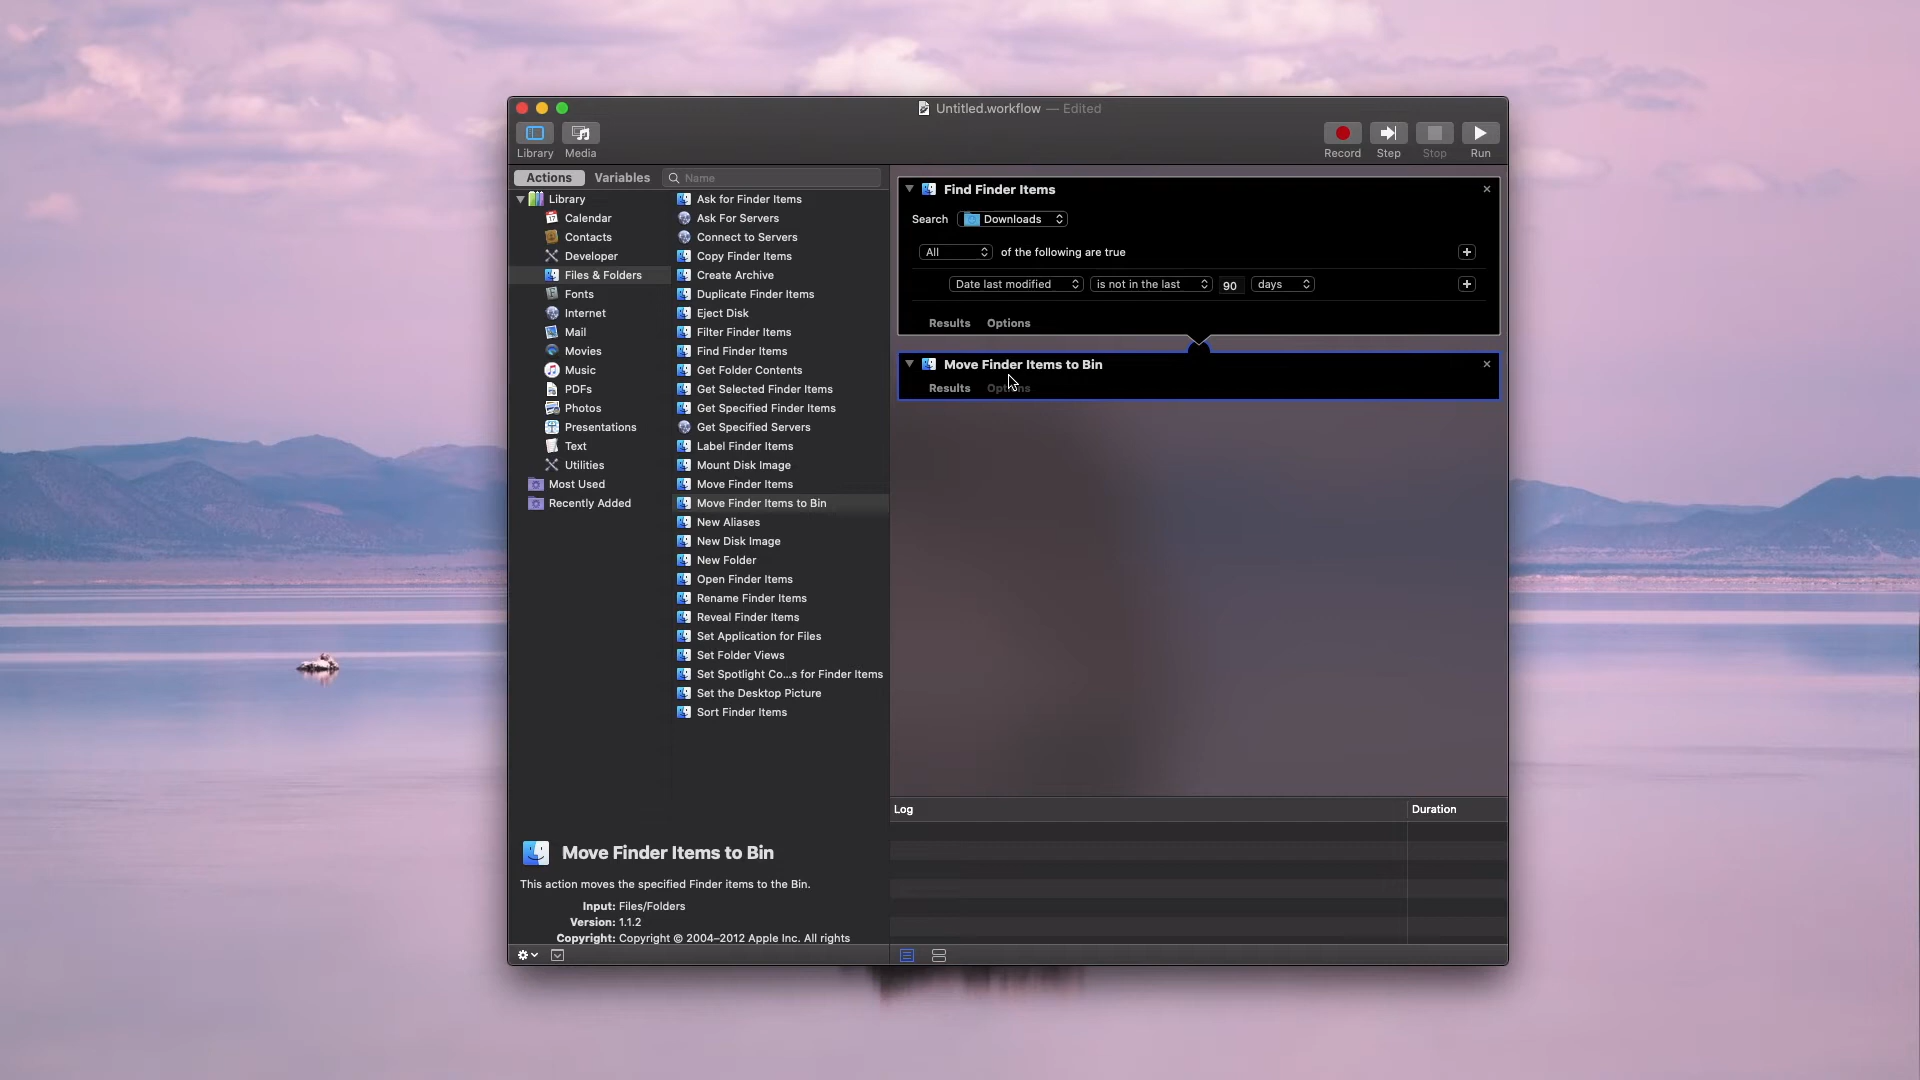 Untitled.workflow — Edited
Library
Media
Record
Step
Stop
Run
Actions
Variables
Name
Library
Calendar
Contacts
Developer
Files & Folders
Fonts
Internet
Mail
Movies
Music
PDFs
Photos
Presentations
Text
Utilities
Most Used
Recently Added
Ask for Finder Items
Ask For Servers
Connect to Servers
Copy Finder Items
Create Archive
Duplicate Finder Items
Eject Disk
Filter Finder Items
Find Finder Items
Get Folder Contents
Get Selected Finder Items
Get Specified Finder Items
Get Specified Servers
Label Finder Items
Mount Disk Image
Move Finder Items
Move Finder Items to Bin
New Aliases
New Disk Image
New Folder
Open Finder Items
Rename Finder Items
Reveal Finder Items
Set Application for Files
Set Folder Views
Set Spotlight Co...s for Finder Items
Set the Desktop Picture
Sort Finder Items
Move Finder Items to Bin
This action moves the specified Finder items to the Bin.
Input: Files/Folders
Version: 1.1.2
Copyright: Copyright © 2004–2012 Apple Inc. All rights
Find Finder Items
Search Downloads
All of the following are true
Date last modified is not in the last 90 days
Results Options
Move Finder Items to Bin
Results Options
Log Duration